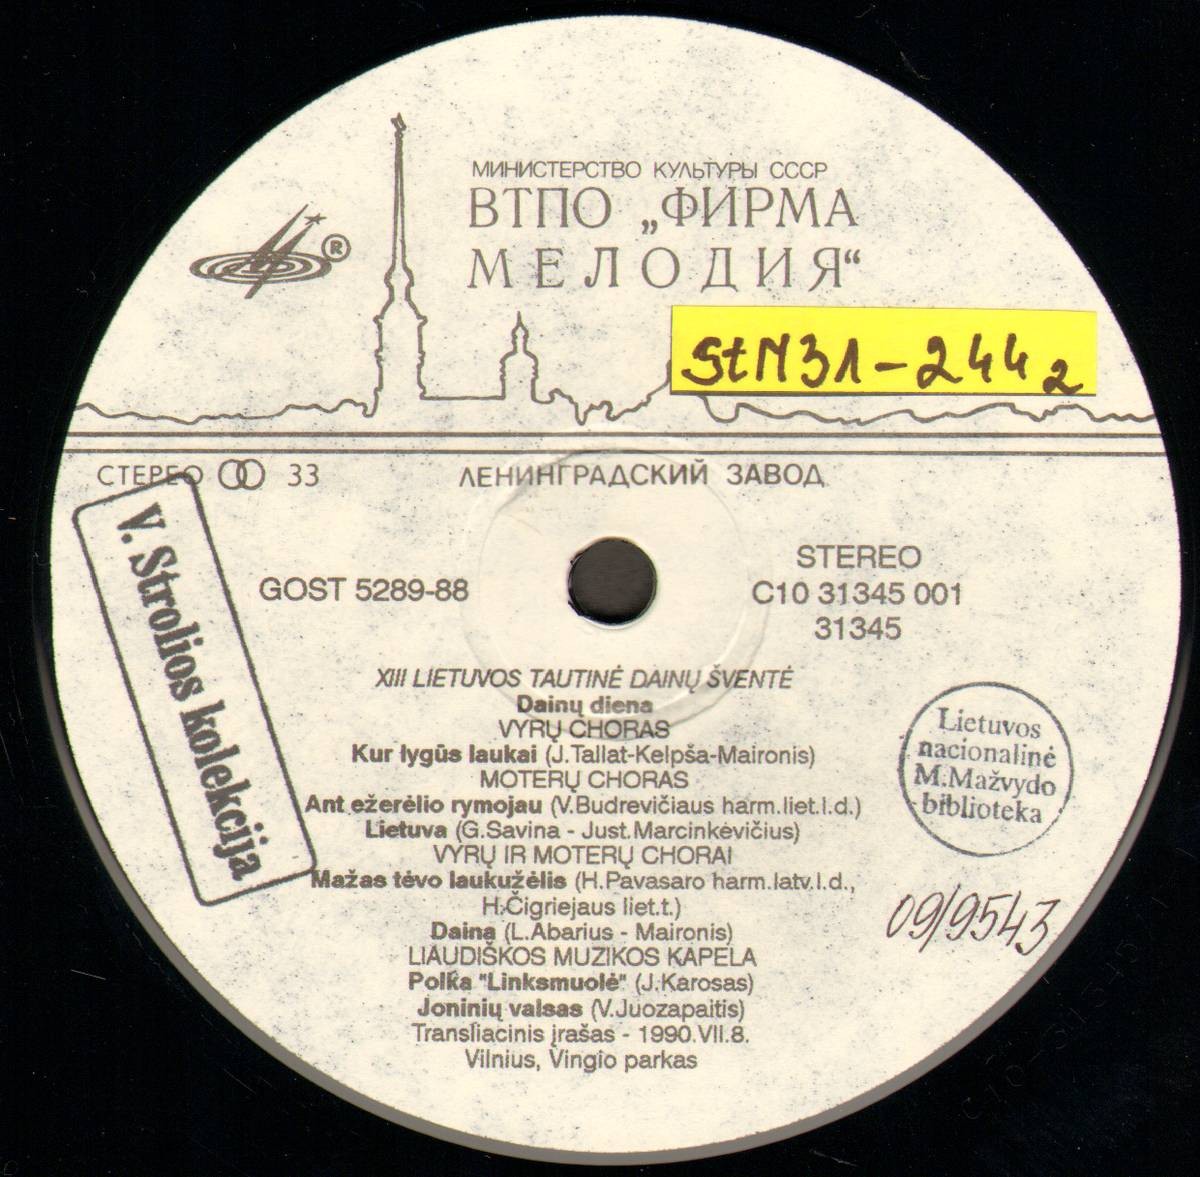 МИНИСТЕРСТВО КУЛЬТУРЫ СССР
ВТПО „ФИРМА
МЕЛОДИЯ“
®
StM3Л-244 2
СТЕРЕО 33
ЛЕНИНГРАДСКИЙ ЗАВОД
V. Strolios kolekcija
GOST 5289-88
STEREO
C10 31345 001
31345
XIII LIETUVOS TAUTINĖ DAINŲ ŠVENTĖ
Dainų diena
VYRŲ CHORAS
Kur lygūs laukai (J.Tallat-Kelpša-Maironis)
MOTERŲ CHORAS
Ant ežerėlio rymojau (V.Budrevičiaus harm.liet.l.d.)
Lietuva (G.Savina - Just.Marcinkevičius)
VYRŲ IR MOTERŲ CHORAI
Mažas tėvo laukužėlis (H.Pavasaro harm.latv.l.d.,
H.Čigriejaus liet.t.)
Daina (L.Abarius - Maironis)
LIAUDIŠKOS MUZIKOS KAPELA
Polka "Linksmuolė" (J.Karosas)
Joninių valsas (V.Juozapaitis)
Transliacinis įrašas - 1990.VII.8.
Vilnius, Vingio parkas
Lietuvos
nacionalinė
M.Mažvydo
biblioteka
09/9543